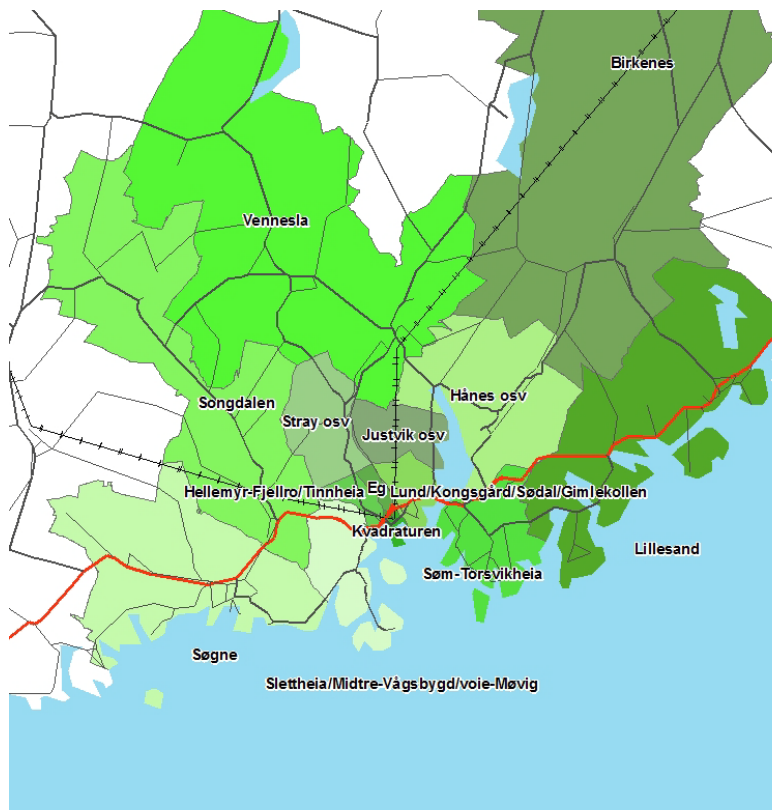 Birkenes
Vennesla
Hånes osv
Songdalen
Stray osv
Justvik osv
Hellemyr-Fjellro/Tinnheia
Eg
Lund/Kongsgård/Sødal/Gimlekollen
Kvadraturen
Lillesand
Søm-Torsvikheia
Søgne
Slettheia/Midtre-Vågsbygd/voie-Møvig